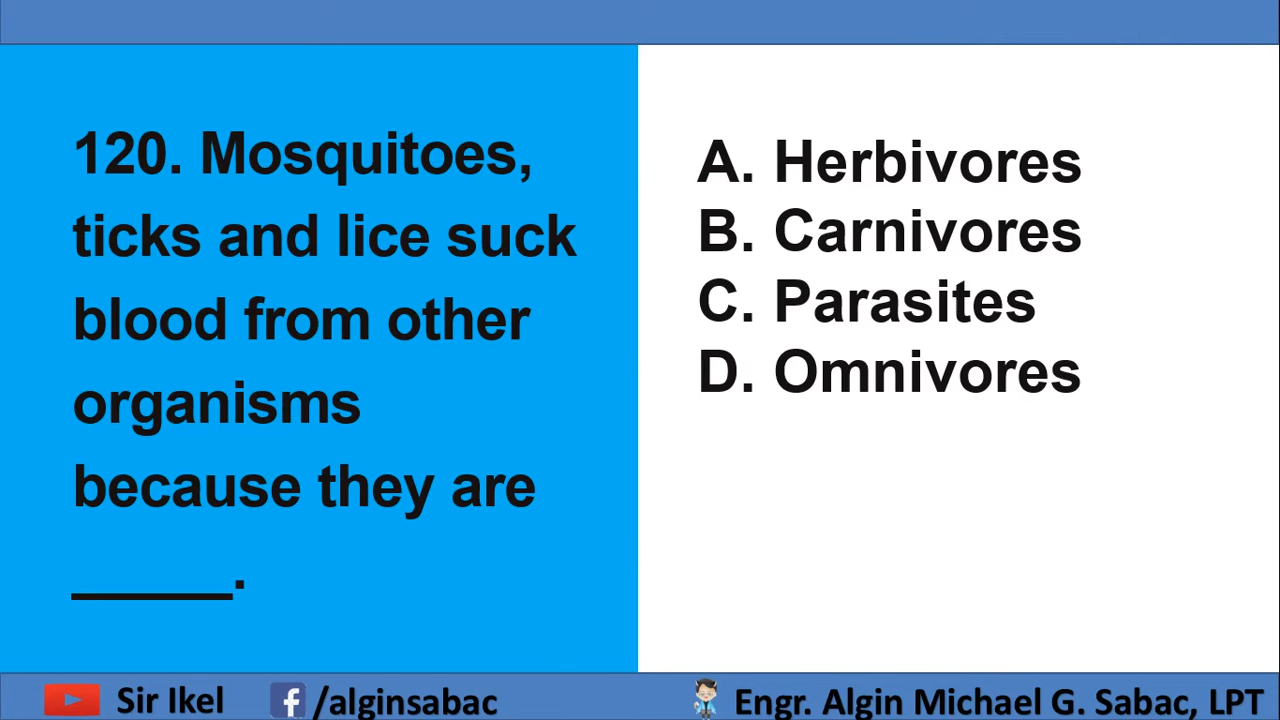 120. Mosquitoes,
ticks and lice suck
blood from other
organisms
because they are
_____.
A. Herbivores
B. Carnivores
C. Parasites
D. Omnivores
Sir Ikel
/alginsabac
Engr. Algin Michael G. Sabac, LPT